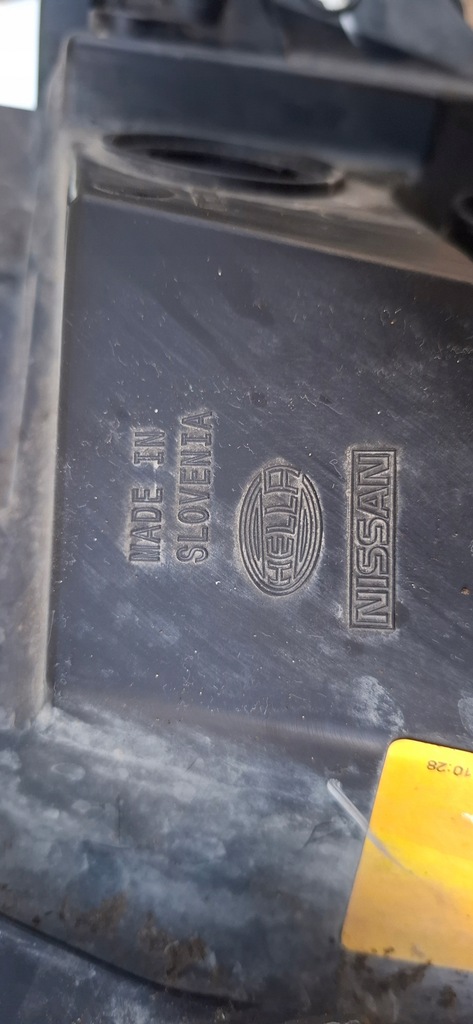 MADE IN
SLOVENIA
HELLA
NISSAN
10:28